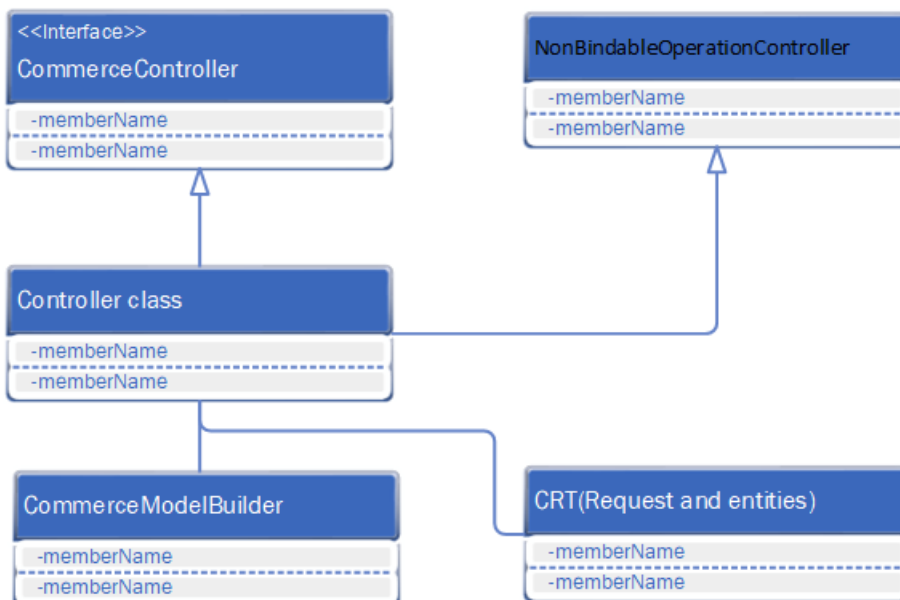 <<Interface>>
CommerceController
-memberName
-memberName
NonBindableOperationController
-memberName
-memberName
Controller class
-memberName
-memberName
CommerceModelBuilder
-memberName
-memberName
CRT(Request and entities)
-memberName
-memberName